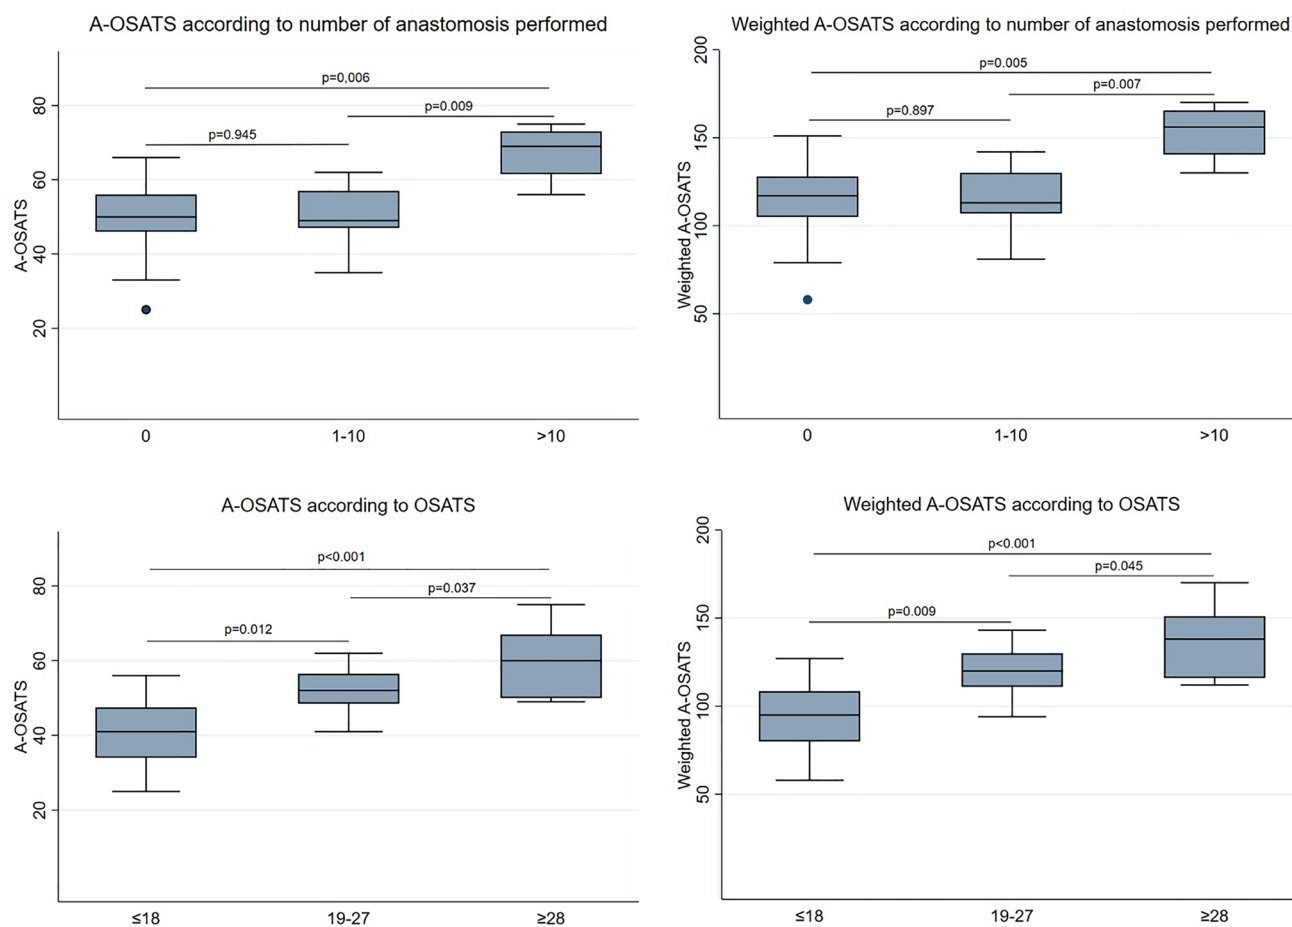 A-OSATS according to number of anastomosis performed
p=0,006
p=0.009
p=0.945
80
60
40
20
A-OSATS
0 1-10 >10
Weighted A-OSATS according to number of anastomosis performed
p=0.005
p=0.007
p=0.897
200
150
100
50
Weighted A-OSATS
0 1-10 >10
A-OSATS according to OSATS
p<0.001
p=0.037
p=0.012
80
60
40
20
A-OSATS
≤18 19-27 ≥28
Weighted A-OSATS according to OSATS
p<0.001
p=0.045
p=0.009
200
150
100
50
Weighted A-OSATS
≤18 19-27 ≥28